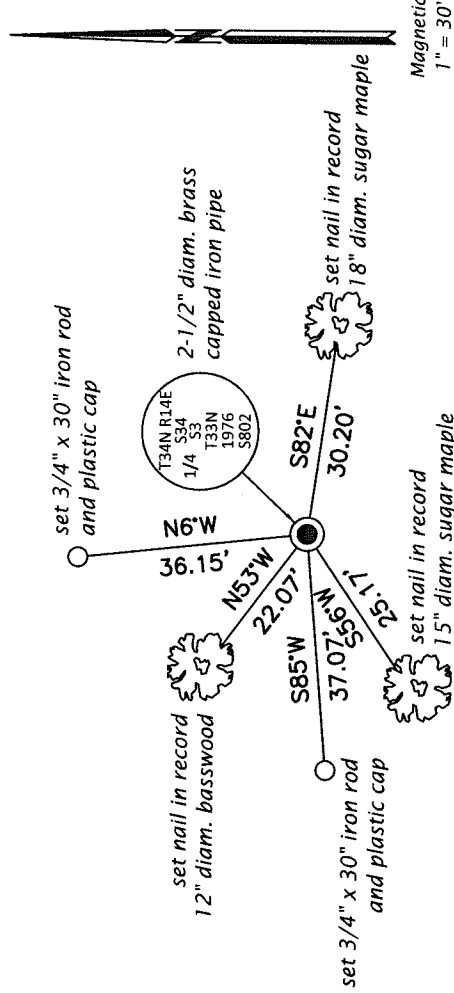 set 3/4" x 30" iron rod
and plastic cap
N6°W
36.15'
T34N R14E
S34
1/4 S3
T33N
1976
S802
2-1/2" diam. brass
capped iron pipe
set nail in record
12" diam. basswood
N53°W
22.07'
S82°E
30.20'
set nail in record
18" diam. sugar maple
S85°W
37.07'
S56°W
25.17'
set 3/4" x 30" iron rod
and plastic cap
set nail in record
15" diam. sugar maple
N
Magnetic
1" = 30'